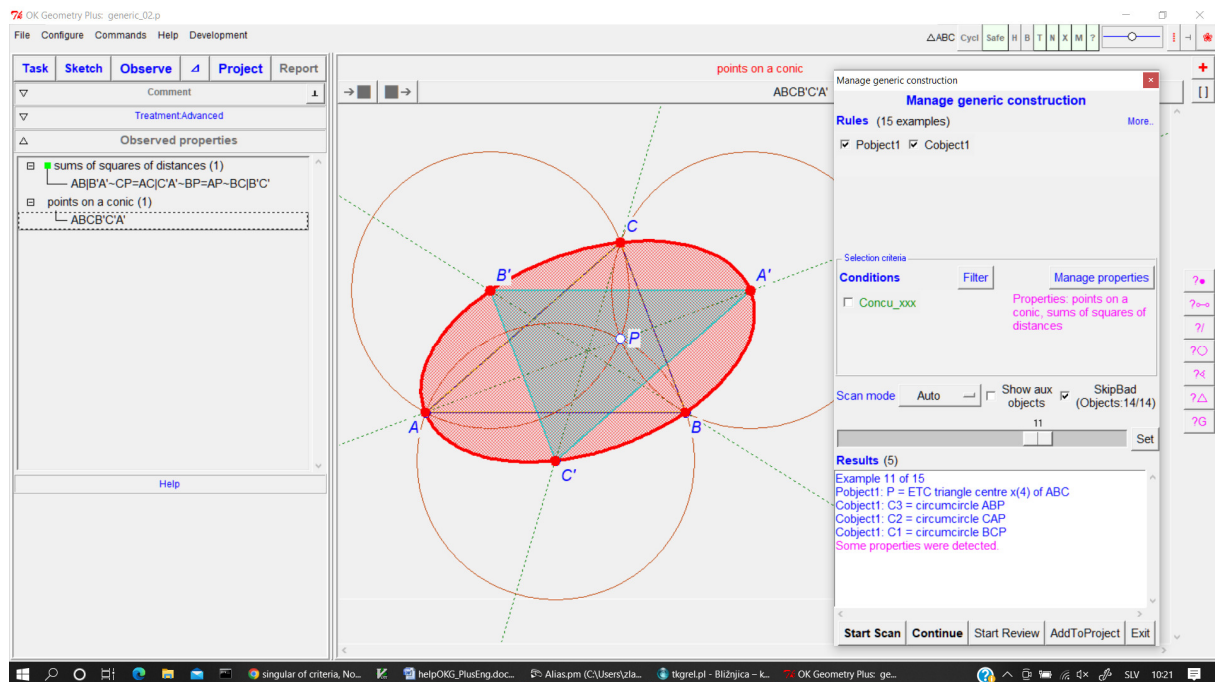 OK Geometry Plus: generic_02.p
File Configure Commands Help Development
△ABC Cycl Safe H B T N X M ?
Task Sketch Observe Project Report
Comment
Treatment:Advanced
Observed properties
sums of squares of distances (1)
AB|B'A'~CP=AC|C'A'~BP=AP~BC|B'C'
points on a conic (1)
ABCB'C'A'
Help
points on a conic
ABCB'C'A'
[ ]
C
B'
A'
P
A
B
C'
Manage generic construction
Manage generic construction
Rules (15 examples)
More..
Pobject1 Cobject1
Selection criteria
Conditions Filter Manage properties
Concu_xxx
Properties: points on a
conic, sums of squares of
distances
Scan mode Auto Show aux objects SkipBad (Objects:14/14)
11
Set
Results (5)
Example 11 of 15
Pobject1: P = ETC triangle centre x(4) of ABC
Cobject1: C3 = circumcircle ABP
Cobject1: C2 = circumcircle CAP
Cobject1: C1 = circumcircle BCP
Some properties were detected.
Start Scan Continue Start Review AddToProject Exit
?
?
?/
?
?
?△
?G
singular of criteria, No... helpOKG_PlusEng.doc... Alias.pm (C:\Users\zla... tkgrel.pl - Bližnjica – k... OK Geometry Plus: ge... SLV 10:21